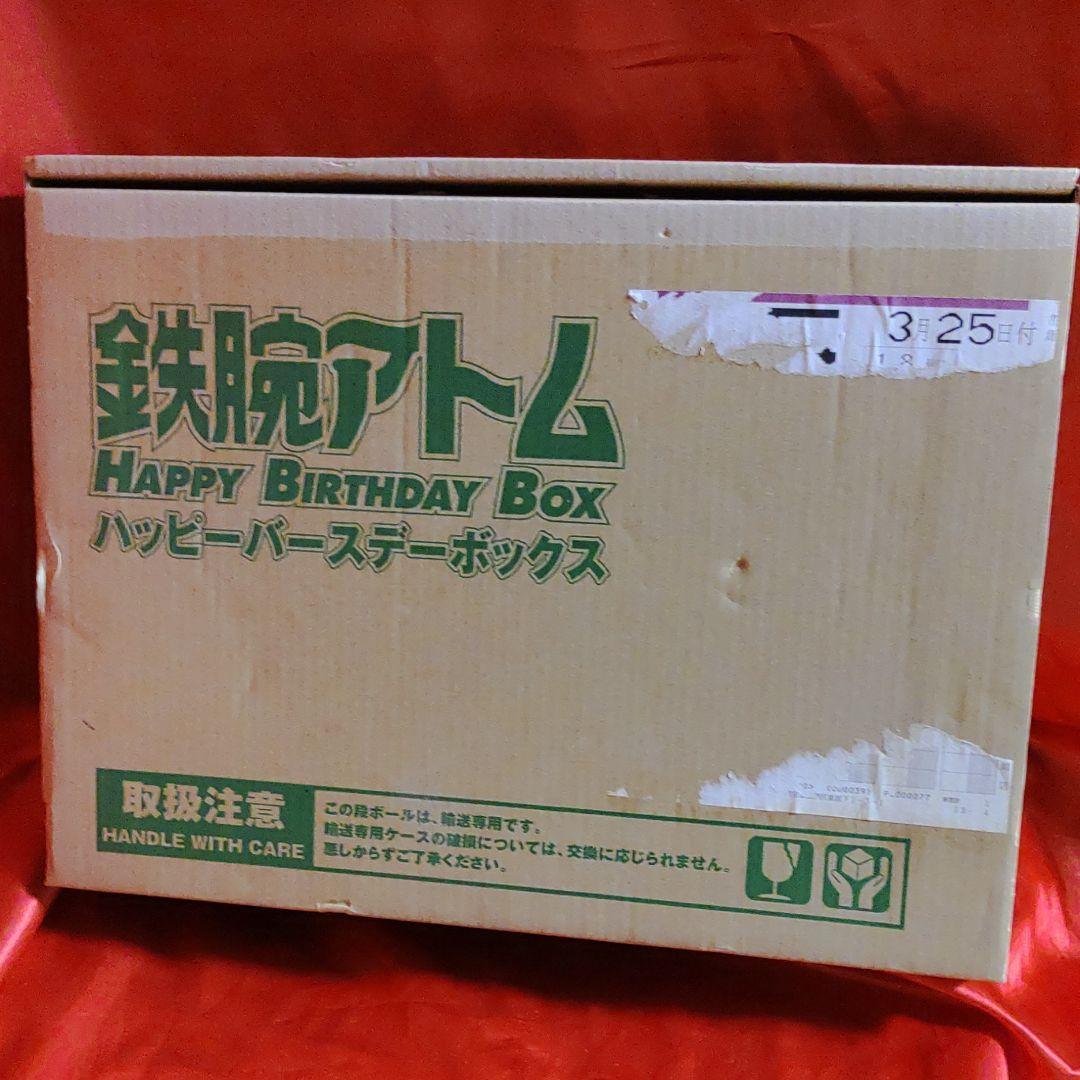 鉄腕アトム
HAPPY BIRTHDAY BOX
ハッピーバースデーボックス
3月25日付
取扱注意
HANDLE WITH CARE
この段ボールは、輸送専用です。
輸送専用ケースの破損については、交換に応じられません。
悪しからずご了承ください。